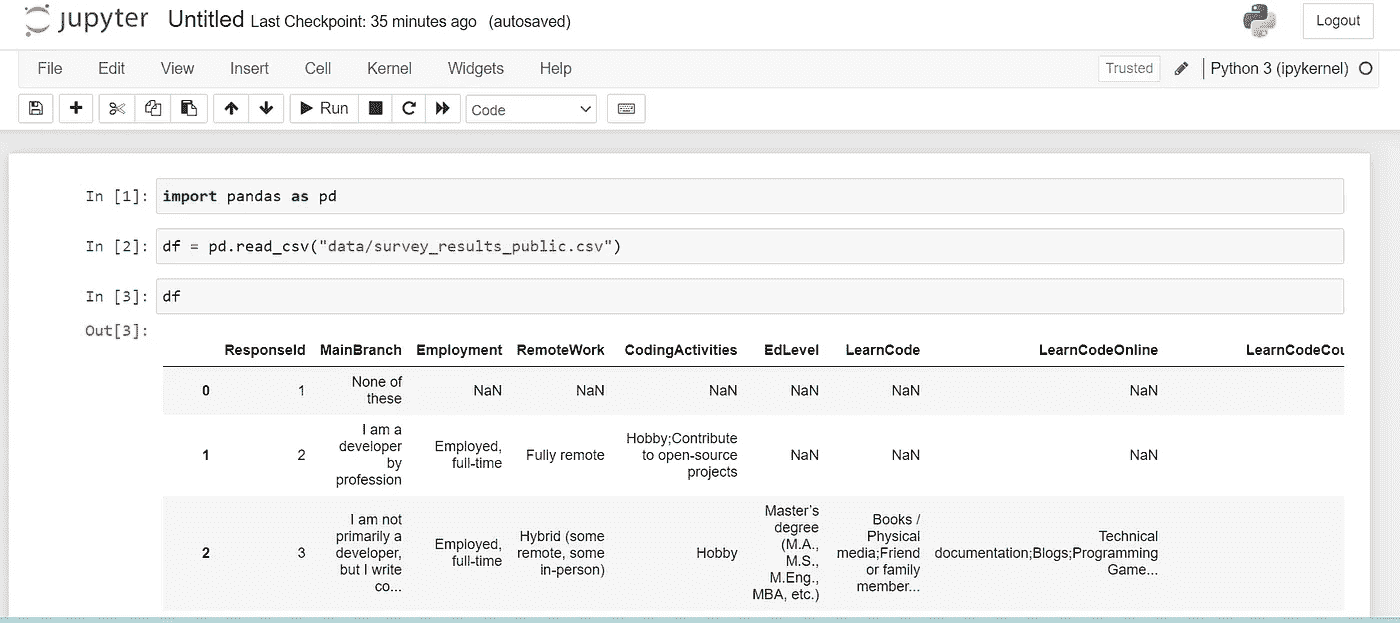 jupyter Untitled Last Checkpoint: 35 minutes ago (autosaved)
Logout
File Edit View Insert Cell Kernel Widgets Help
Trusted
Python 3 (ipykernel)
Run
Code
In [1]: import pandas as pd
In [2]: df = pd.read_csv("data/survey_results_public.csv")
In [3]: df
Out[3]:
ResponseId MainBranch Employment RemoteWork CodingActivities EdLevel LearnCode LearnCodeOnline LearnCodeCou
0 1
None of
these
NaN NaN NaN NaN NaN NaN
1 2
I am a
developer
by
profession
Employed,
full-time
Fully remote
Hobby;Contribute
to open-source
projects
NaN NaN NaN
2 3
I am not
primarily a
developer,
but I write
co...
Employed,
full-time
Hybrid (some
remote, some
in-person)
Hobby
Master’s
degree
(M.A.,
M.S.,
M.Eng.,
MBA, etc.)
Books /
Physical
media;Friend
or family
member...
Technical
documentation;Blogs;Programming
Game...